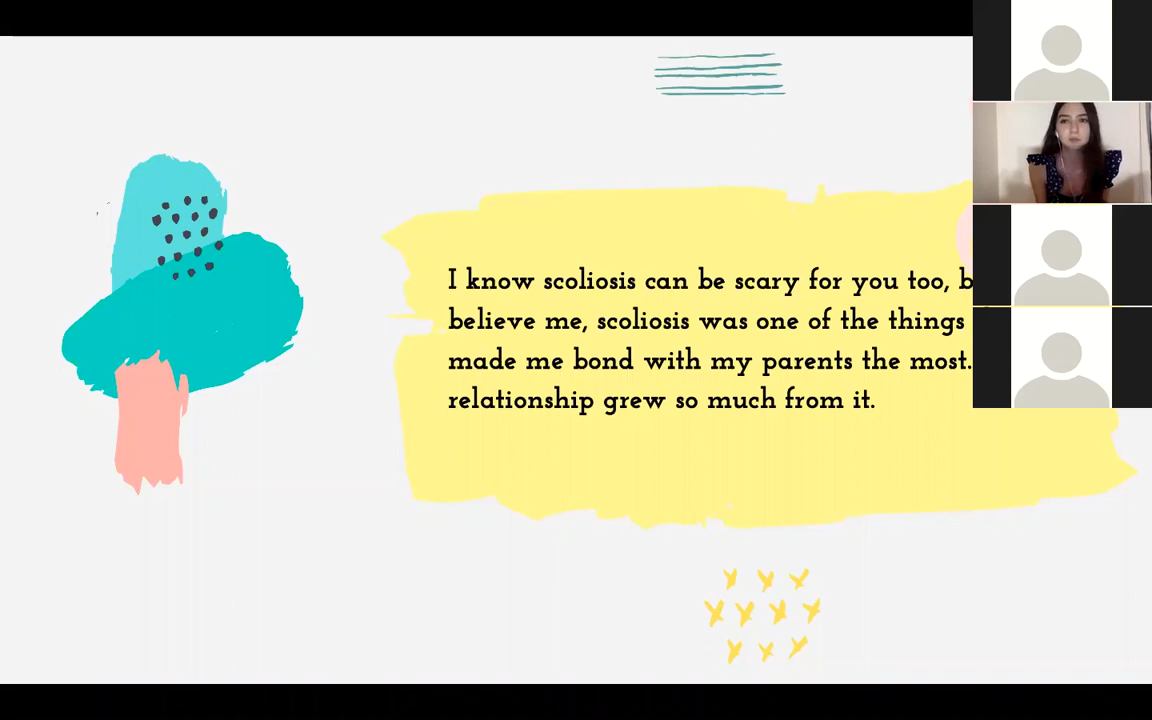 I know scoliosis can be scary for you too, b
believe me, scoliosis was one of the things
made me bond with my parents the most.
relationship grew so much from it.